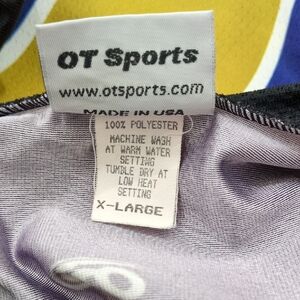 OT Sports
www.otsports.com
MADE IN USA
100% POLYESTER
MACHINE WASH
AT WARM WATER
SETTING
TUMBLE DRY AT
LOW HEAT
SETTING
X-LARGE